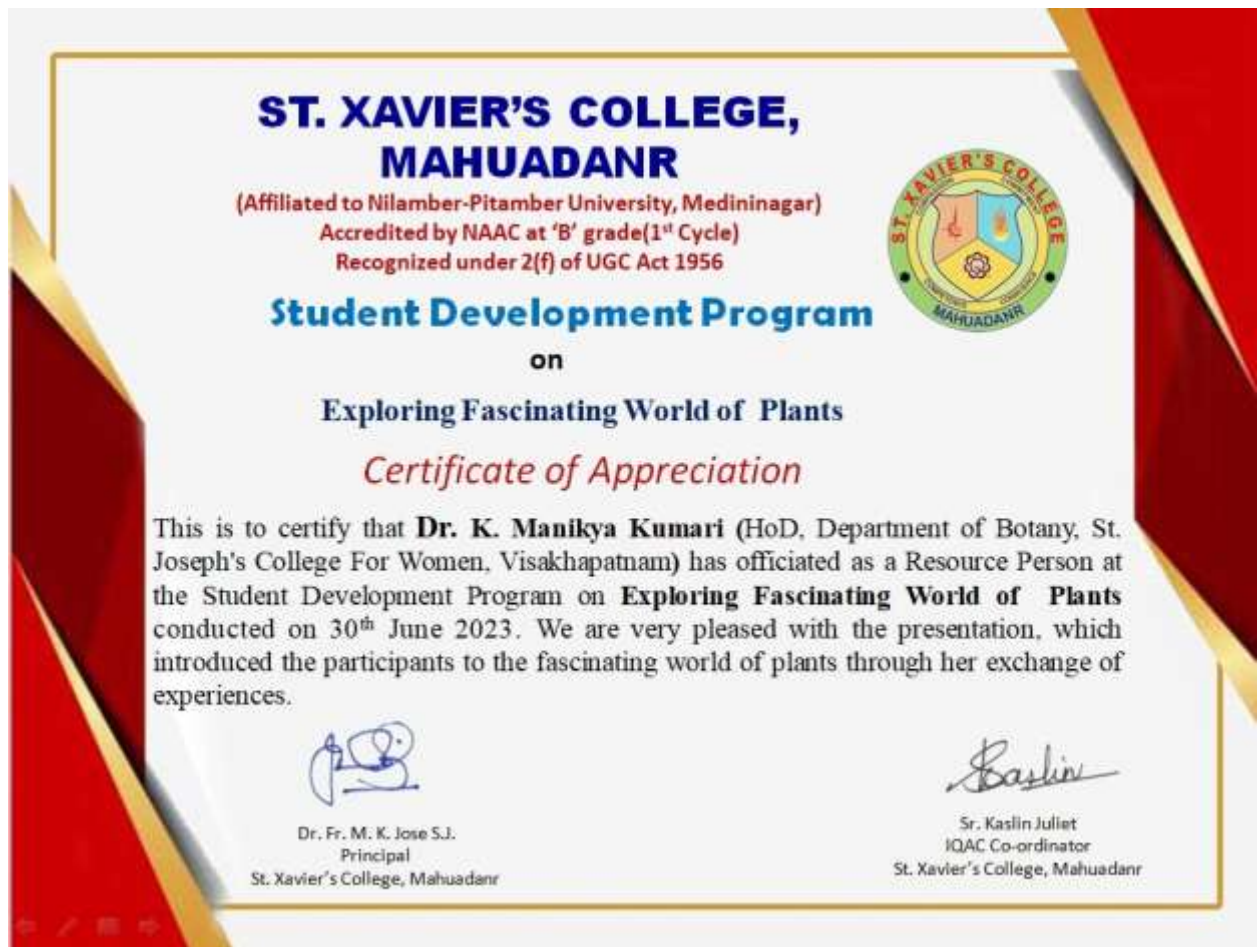 ST. XAVIER'S COLLEGE,
MAHUADANR
(Affiliated to Nilamber-Pitamber University, Medininagar)
Accredited by NAAC at 'B' grade(1st Cycle)
Recognized under 2(f) of UGC Act 1956
ST. XAVIER'S COLLEGE
MAHUADANR
Student Development Program
on
Exploring Fascinating World of Plants
Certificate of Appreciation
This is to certify that Dr. K. Manikya Kumari (HoD, Department of Botany, St.
Joseph's College For Women, Visakhapatnam) has officiated as a Resource Person at
the Student Development Program on Exploring Fascinating World of Plants
conducted on 30th June 2023. We are very pleased with the presentation, which
introduced the participants to the fascinating world of plants through her exchange of
experiences.
Kaslin
Dr. Fr. M. K. Jose S.J.
Principal
St. Xavier's College, Mahuadanr
Sr. Kaslin Juliet
IQAC Co-ordinator
St. Xavier's College, Mahuadanr